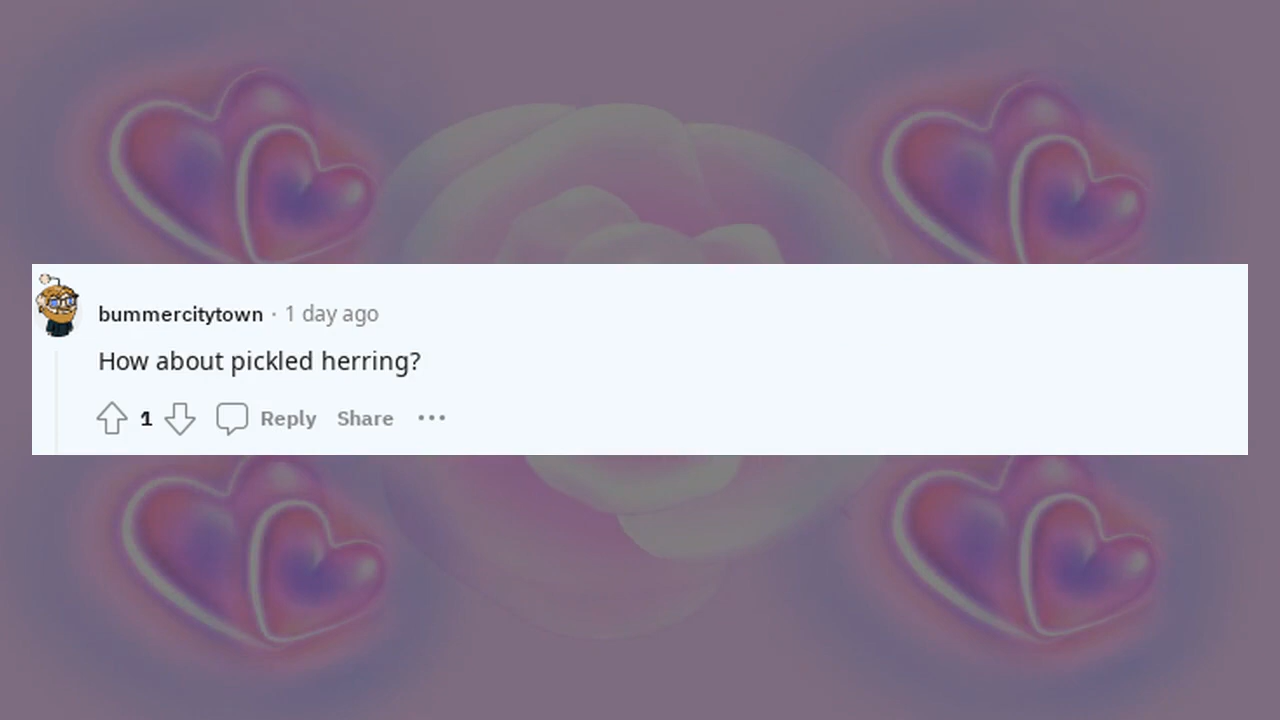 bummercitytown · 1 day ago
How about pickled herring?
1 Reply Share •••